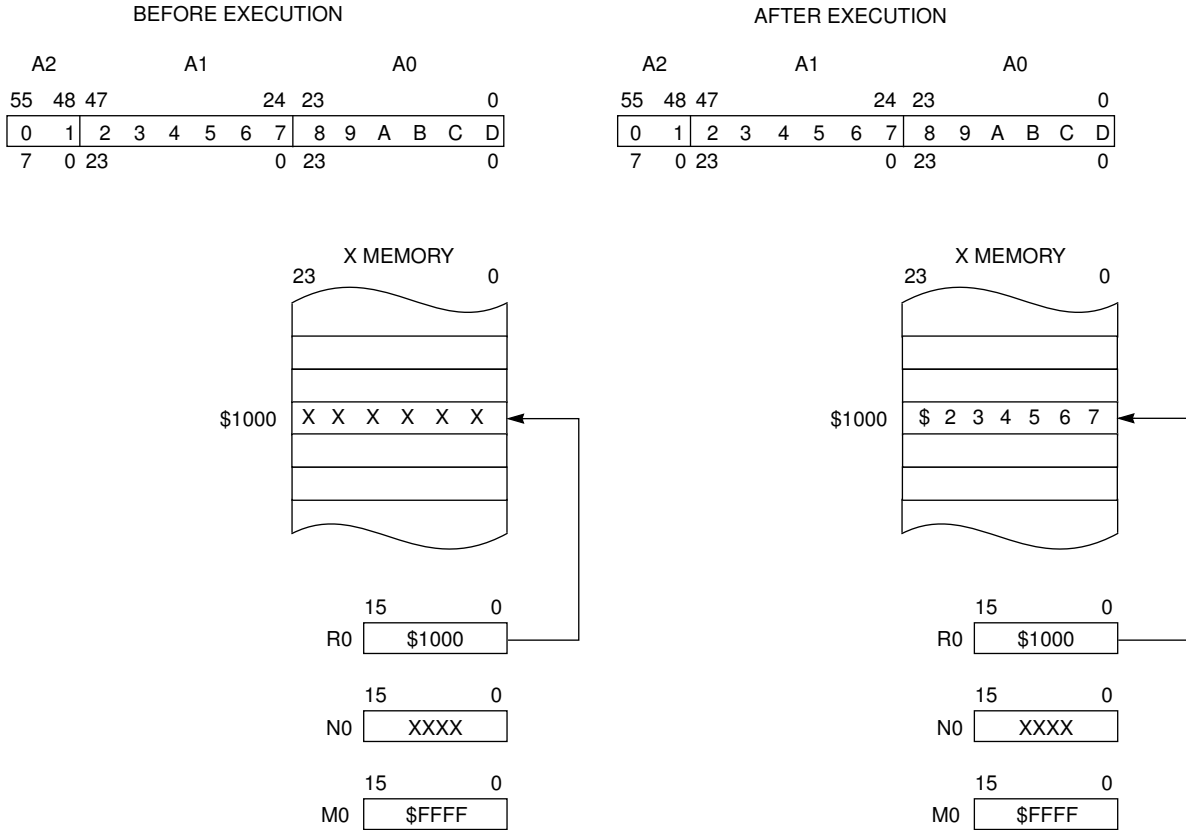 BEFORE EXECUTION
A2 A1 A0
55 48 47 24 23 0
0 1 2 3 4 5 6 7 8 9 A B C D
7 0 23 0 23 0
X MEMORY
23 0
$1000 X X X X X X
15 0
R0 $1000
15 0
N0 XXXX
15 0
M0 $FFFF
AFTER EXECUTION
A2 A1 A0
55 48 47 24 23 0
0 1 2 3 4 5 6 7 8 9 A B C D
7 0 23 0 23 0
X MEMORY
23 0
$1000 $ 2 3 4 5 6 7
15 0
R0 $1000
15 0
N0 XXXX
15 0
M0 $FFFF